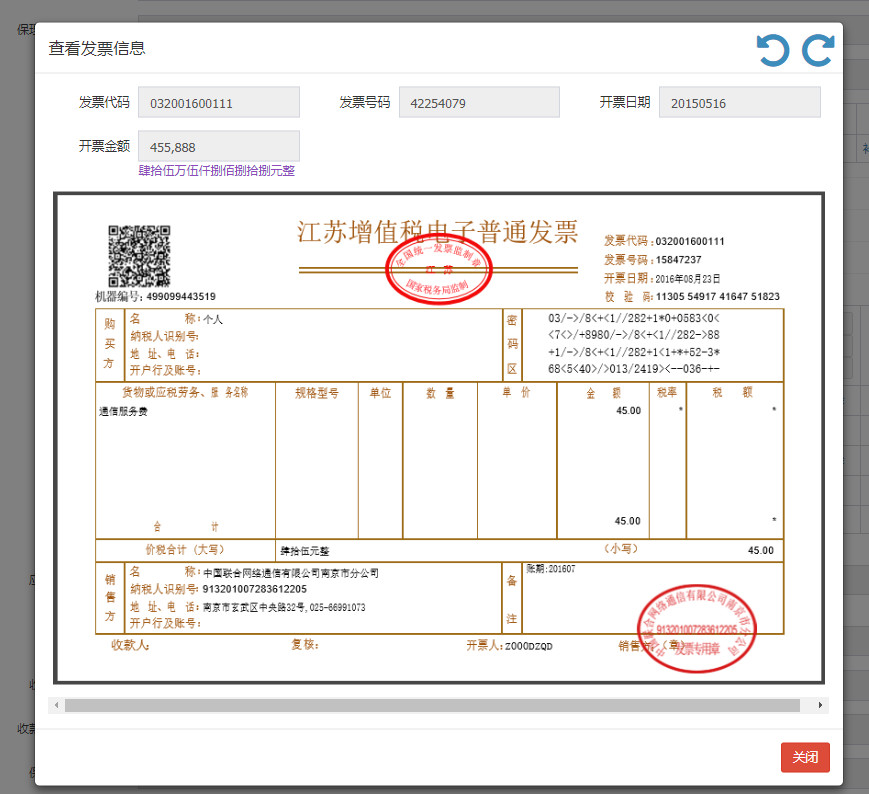 保理
查看发票信息
发票代码 032001600111 发票号码 42254079 开票日期 20150516
开票金额 455,888
肆拾伍万伍仟捌佰捌拾捌元整
江苏增值税电子普通发票
全国统一发票监制章
江苏
国家税务局监制
发票代码:032001600111
发票号码:15847237
开票日期:2016年08月23日
校 验 码:11305 54917 41647 51823
机器编号:499099443519
购买方
名 称:个人
纳税人识别号:
地 址、电 话:
开户行及账号:
密码区
03/->/8<+<1//282+1*0+0583<0<
<7<>/+8980/->/8<+<1//282->88
+1/->/8<+<1//282+1<1+*+52-3*
68<5<40>/>013/2419><--036-+-
货物或应税劳务、服务名称 规格型号 单位 数 量 单 价 金 额 税率 税 额
通信服务费 45.00 * *
合 计 45.00 *
价税合计(大写) 肆拾伍元整 (小写) 45.00
销售方
名 称:中国联合网络通信有限公司南京市分公司
纳税人识别号:913201007283612205
地 址、电 话:南京市玄武区中央路32号,025-66991073
开户行及账号:
备注
账期:201607
收款人: 复核: 开票人:Z000DZQD 销售方:(章)
中国联合网络通信有限公司南京市分公司
913201007283612205
发票专用章
收款
关闭